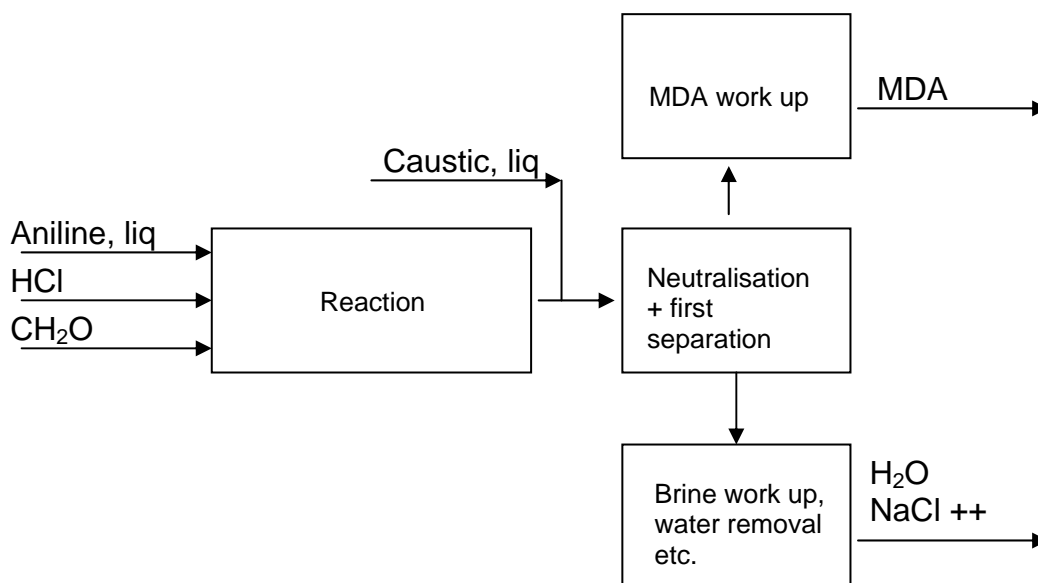 MDA work up
MDA
Caustic, liq
Aniline, liq
HCl
CH₂O
Reaction
Neutralisation
+ first
separation
Brine work up,
water removal
etc.
H₂O
NaCl ++